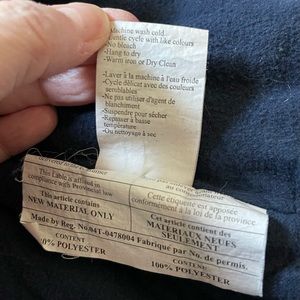 -Machine wash cold
-Gentle cycle with like colours
-No bleach
-Hang to dry
-Warm iron or Dry Clean
-Laver à la machine à l'eau froide
-Cycle délicat avec des couleurs
-Ne pas utiliser d'agent de
blanchiment
-Suspendre pour sécher
-Repasser à basse
température
-Ou nettoyage à sec
This Label is affixed in
compliance with Provincial law
This article contains
NEW MATERIAL ONLY
Made by Reg. No.04T-0478004
CONTENT
POLYESTER
Cette étiquette est apposée
conformément à la loi de la province
Cet article contient des
MATERIAUX NEUFS
SEULEMENT
Fabriqué par No. de permis.
CONTENU
100% POLYESTER